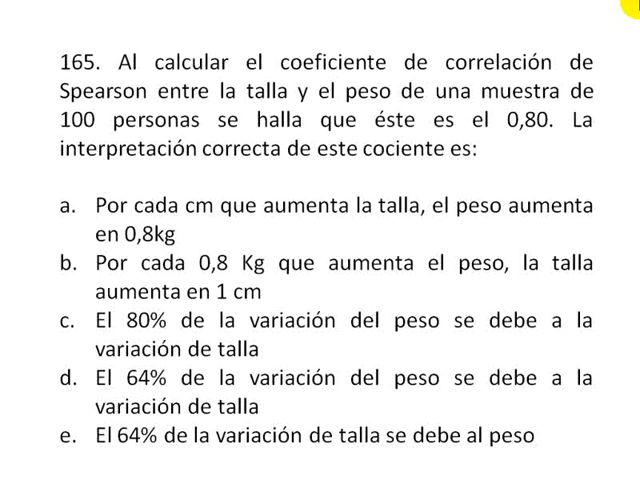 165. Al calcular el coeficiente de correlación de
Spearson entre la talla y el peso de una muestra de
100 personas se halla que éste es el 0,80. La
interpretación correcta de este cociente es:
a. Por cada cm que aumenta la talla, el peso aumenta
en 0,8kg
b. Por cada 0,8 Kg que aumenta el peso, la talla
aumenta en 1 cm
c. El 80% de la variación del peso se debe a la
variación de talla
d. El 64% de la variación del peso se debe a la
variación de talla
e. El 64% de la variación de talla se debe al peso